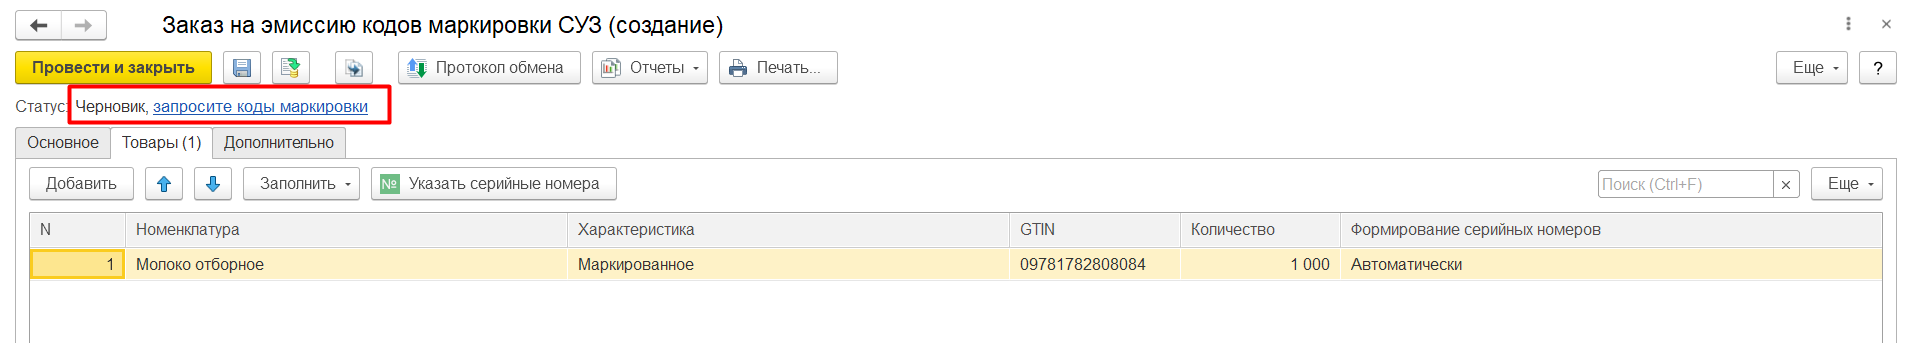 Заказ на эмиссию кодов маркировки СУЗ (создание)
Провести и закрыть Протокол обмена Отчеты Печать... Еще ?
Статус: Черновик, запросите коды маркировки
Основное Товары (1) Дополнительно
Добавить Заполнить № Указать серийные номера Поиск (Ctrl+F) × Еще
N Номенклатура Характеристика GTIN Количество Формирование серийных номеров
1 Молоко отборное Маркированное 09781782808084 1 000 Автоматически